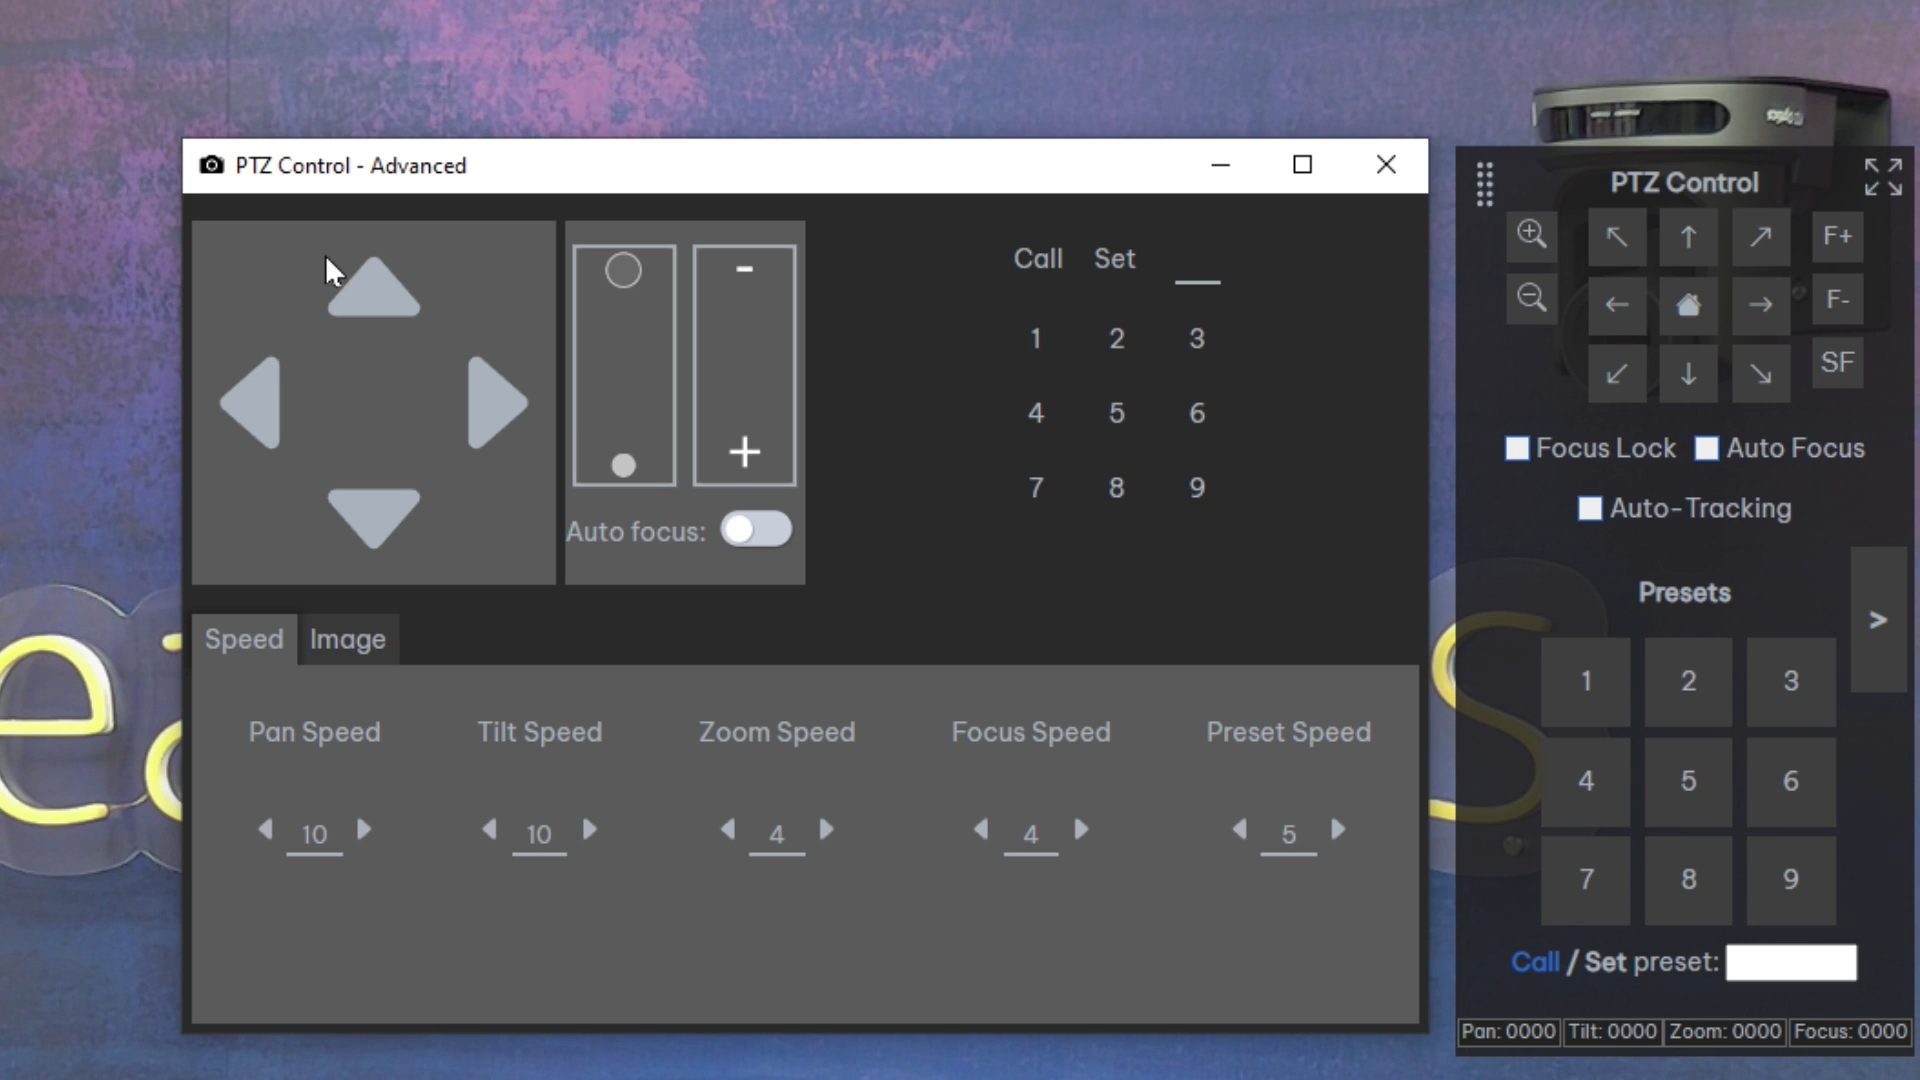 PTZ Control - Advanced
Call Set
1 2 3
4 5 6
7 8 9
Auto focus:
Speed Image
Pan Speed Tilt Speed Zoom Speed Focus Speed Preset Speed
10 10 4 4 5
PTZ Control
F+
F-
SF
Focus Lock Auto Focus
Auto-Tracking
Presets
>
1 2 3
4 5 6
7 8 9
Call / Set preset:
Pan: 0000 Tilt: 0000 Zoom: 0000 Focus: 0000